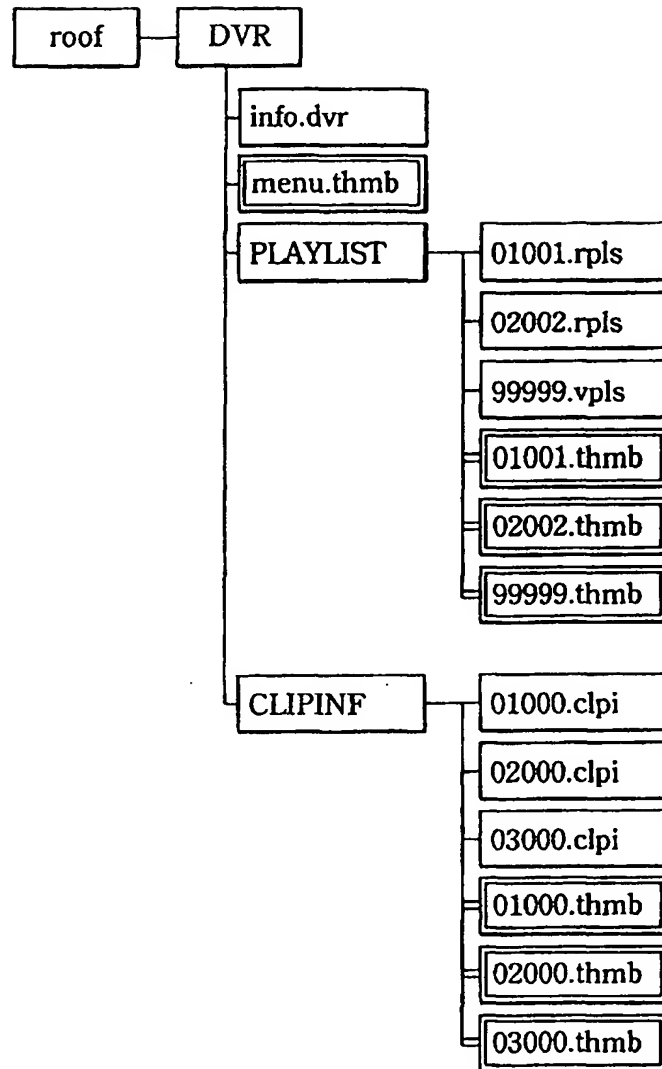 roof
DVR
info.dvr
menu.thmb
PLAYLIST
01001.rpls
02002.rpls
99999.vpls
01001.thmb
02002.thmb
99999.thmb
CLIPINF
01000.clpi
02000.clpi
03000.clpi
01000.thmb
02000.thmb
03000.thmb